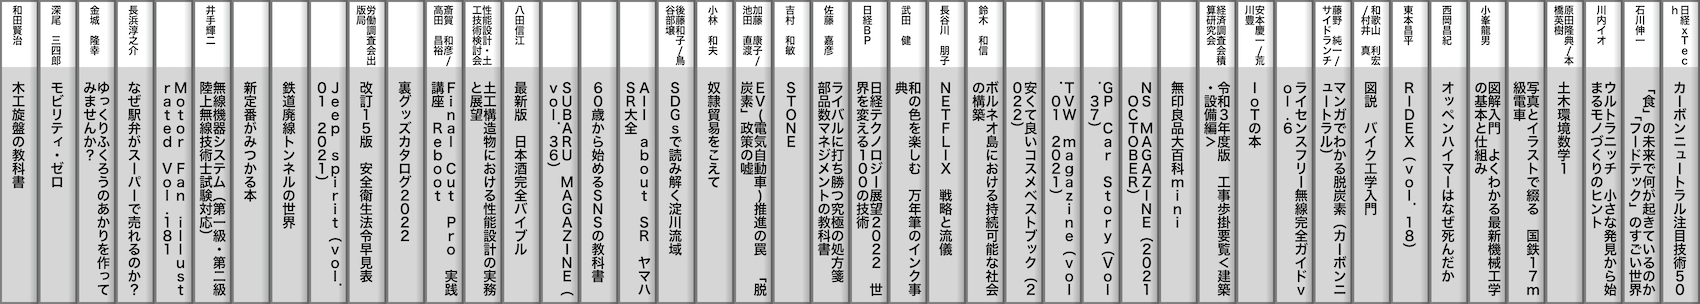 日経xTec
h
カーボンニュートラル注目技術50
石川伸一
「食」の未来で何が起きているのか
「フードテック」のすごい世界
川内イオ
ウルトラニッチ　小さな発見から始
まるモノづくりのヒント
原田隆典/本
橋英樹
土木環境数学1
写真とイラストで綴る　国鉄17m
級電車
小峯龍男
図解入門　よくわかる最新機械工学
の基本と仕組み
西岡昌紀
オッペンハイマーはなぜ死んだか
東本昌平
RIDEX(vol.18)
和歌山　利宏
/村井　真
図説　バイク工学入門
藤野　純一/
サイドランチ
マンガでわかる脱炭素(カーボンニ
ュートラル)
ライセンスフリー無線完全ガイドv
ol.6
安本慶一/荒
川豊
IoTの本
経済調査会積
算研究会
令和3年度版　工事歩掛要覧<建築
・設備編>
無印良品大百科mini
NS MAGAZINE(2021
OCTOBER)
GP Car Story(Vol
.37)
TVW magazine(vol
.01 2021)
安くて良いコスメベストブック(2
022)
鈴木　和信
ボルネオ島における持続可能な社会
の構築
長谷川　朋子
NETFLIX　戦略と流儀
武田　健
和の色を楽しむ　万年筆のインク事
典
日経BP
日経テクノロジー展望2022　世
界を変える100の技術
佐藤　嘉彦
ライバルに打ち勝つ究極の処方箋
部品数マネジメントの教科書
吉村　和敏
STONE
加藤　康子/
池田　直渡/
EV(電気自動車)推進の罠　「脱
炭素」政策の嘘
小林　和夫
奴隷貿易をこえて
後藤和子/鳥
谷部壌
SDGsで読み解く淀川流域
All about SR　ヤマハ
SR大全
60歳から始めるSNSの教科書
SUBARU MAGAZINE(
vol.36)
八田信江
最新版　日本酒完全バイブル
性能設計・土
工技術検討会
土工構造物における性能設計の実務
と展望
斎賀　和彦/
高田　昌裕
Final Cut Pro　実践
講座　Reboot
裏グッズカタログ2022
労働調査会出
版局
改訂15版　安全衛生法令早見表
Jeep spirit(vol.
01 2021)
鉄道廃線トンネルの世界
新定番がみつかる本
井手輝二
無線機器システム(第一級・第二級
陸上無線技術士試験対応)
Motor Fan illust
rated Vol.181
長浜淳之介
なぜ駅弁がスーパーで売れるのか?
金城　隆幸
ゆっくりふくろうのあかりを作って
みませんか?
深尾　三四郎
モビリティ・ゼロ
和田賢治
木工旋盤の教科書